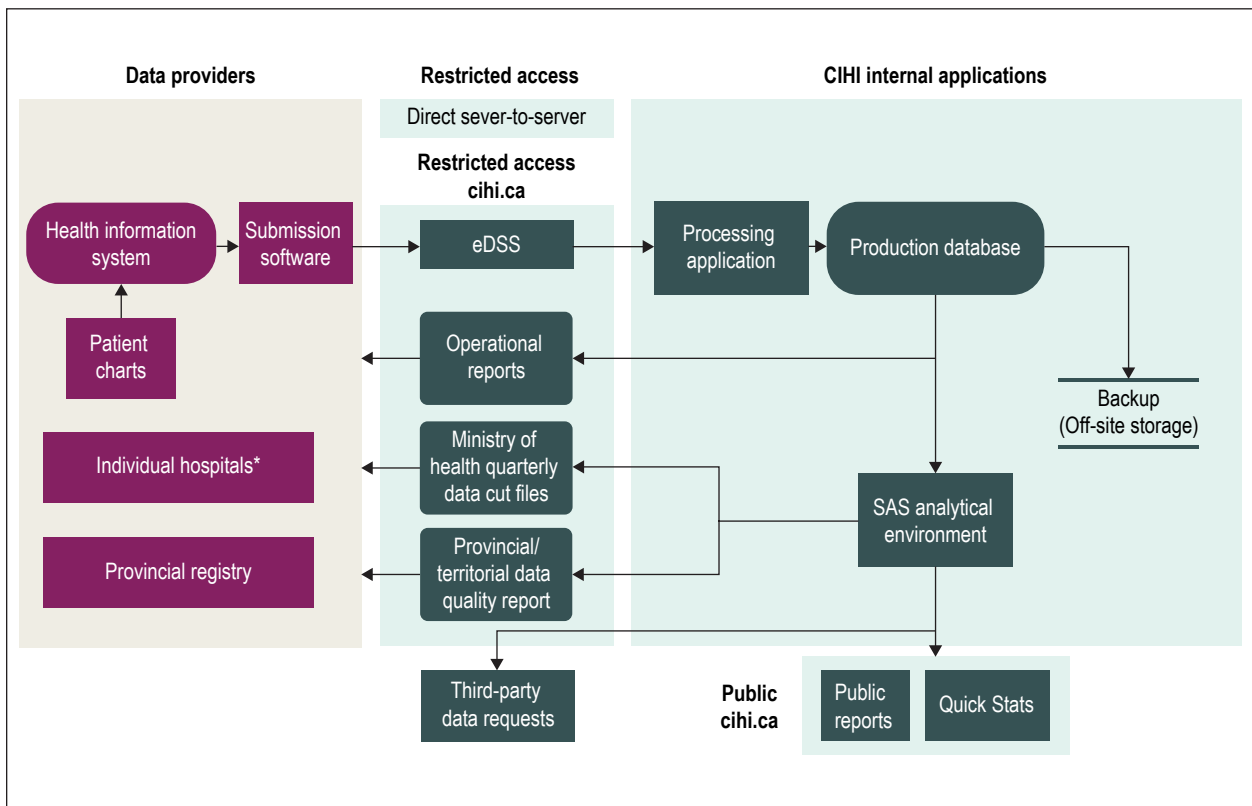 Data providers
Restricted access
CIHI internal applications
Direct sever-to-server
Restricted access
cihi.ca
Health information
system
Submission
software
eDSS
Processing
application
Production database
Patient
charts
Operational
reports
Backup
(Off-site storage)
Individual hospitals*
Ministry of
health quarterly
data cut files
SAS analytical
environment
Provincial registry
Provincial/
territorial data
quality report
Third-party
data requests
Public
cihi.ca
Public
reports
Quick Stats